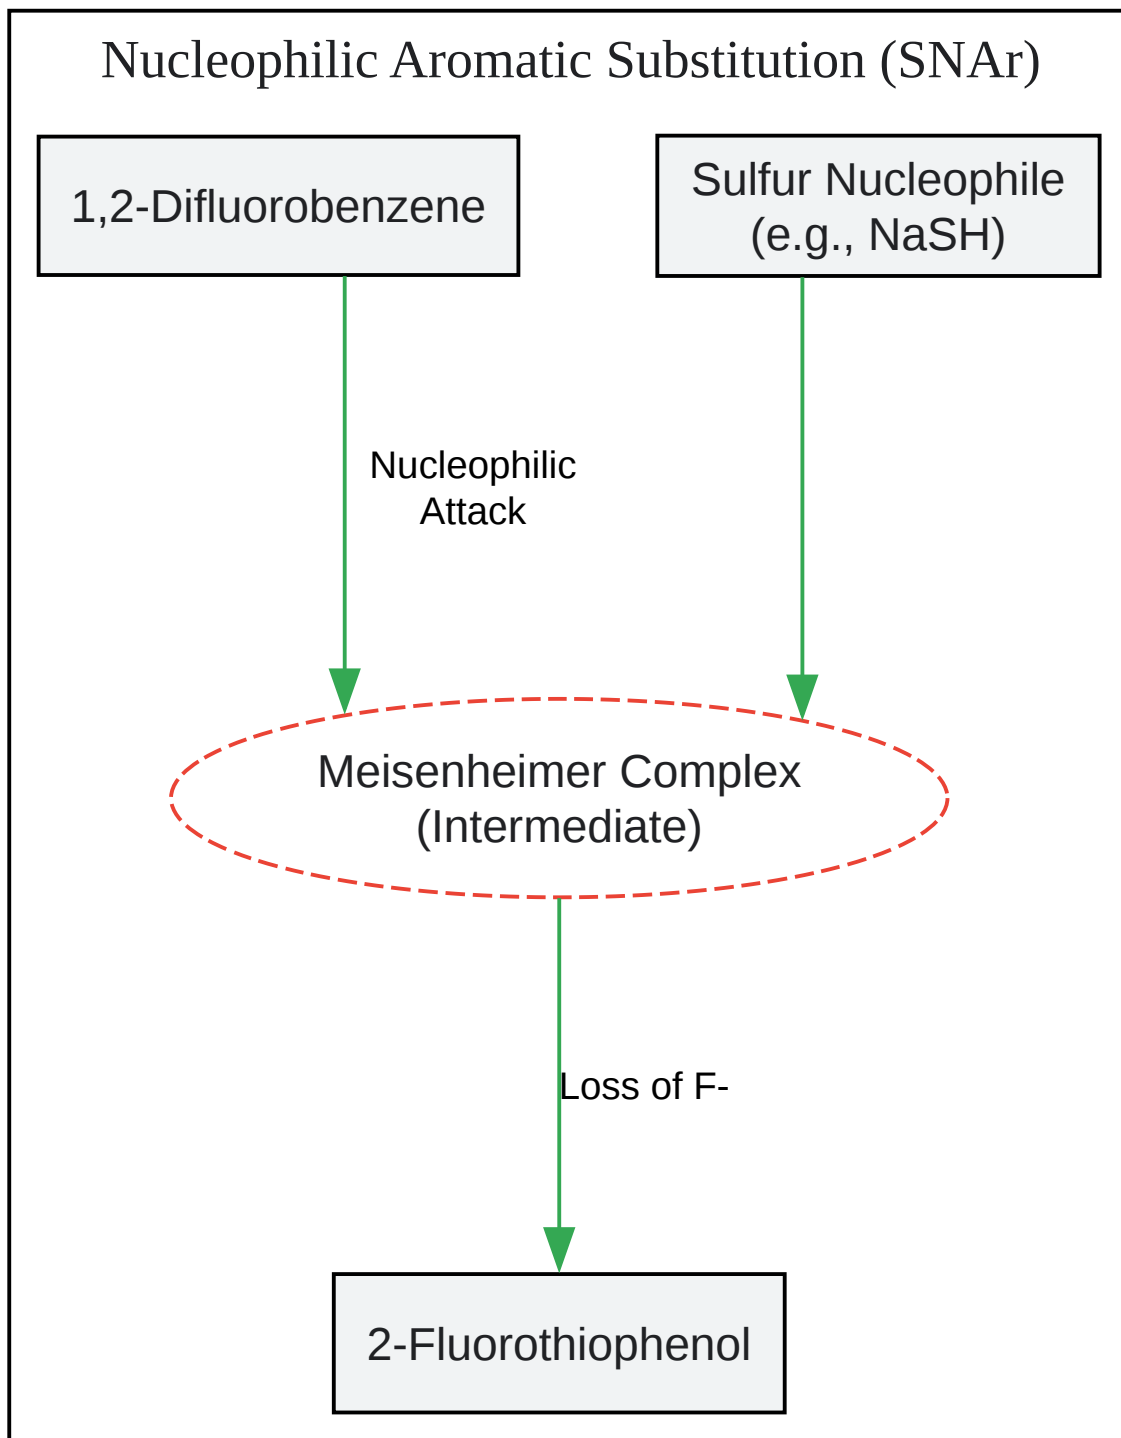 Nucleophilic Aromatic Substitution (SNAr)
1,2-Difluorobenzene
Sulfur Nucleophile
(e.g., NaSH)
Nucleophilic
Attack
Meisenheimer Complex
(Intermediate)
Loss of F-
2-Fluorothiophenol